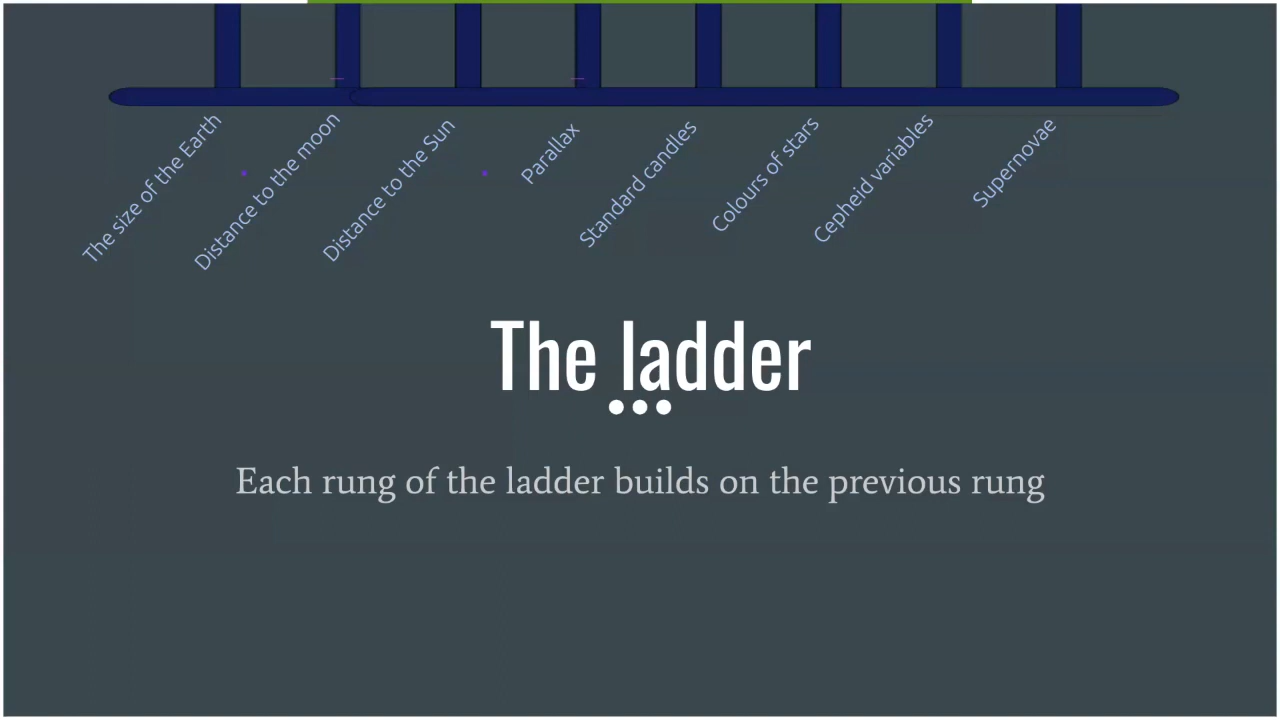 The size of the Earth
Distance to the moon
Distance to the Sun
Parallax
Standard candles
Colours of stars
Cepheid variables
Supernovae
The ladder
Each rung of the ladder builds on the previous rung